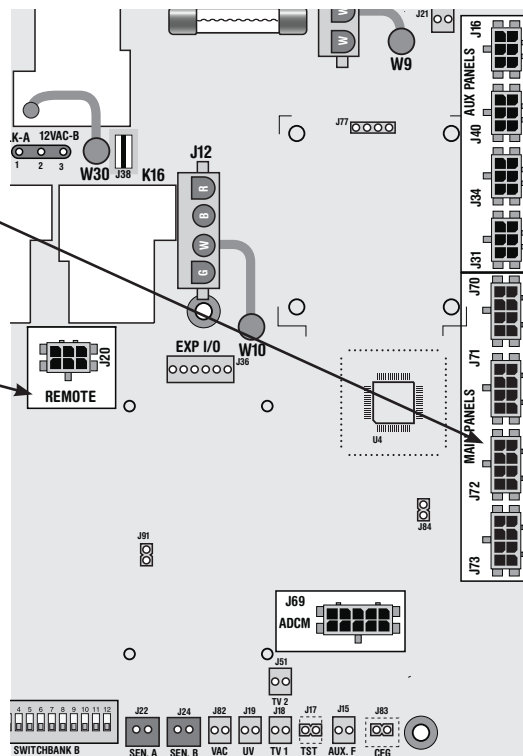 J21
J16
W W
W9
AUX PANELS
J77
J40
LK-A 12VAC-B
1 2 3
W30
J38
K16
J12
R
B
W
G
J34
J31
J70
W10
EXP I/O
J36
J20
REMOTE
J71
MAIN PANELS
U4
J72
J84
J91
J73
J69
ADCM
J51
TV 2
4 5 6 7 8 9 10 11 12
SWITCHBANK B
J22 J24 J82 J19 J18 J17 J15 J83
SEN. A SEN. B VAC UV TV 1 TST AUX. F CFG